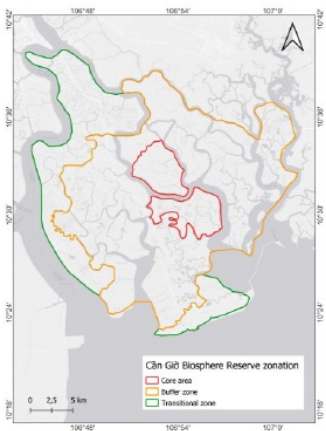 106°48' 106°54' 107°0'
10°42' 10°42'
10°36' 10°36'
10°30' 10°30'
10°24' 10°24'
10°18' 10°18'
Cần Giờ Biosphere Reserve zonation
Core area
Buffer zone
Transitional zone
0 2,5 5 km
106°48' 106°54' 107°0'